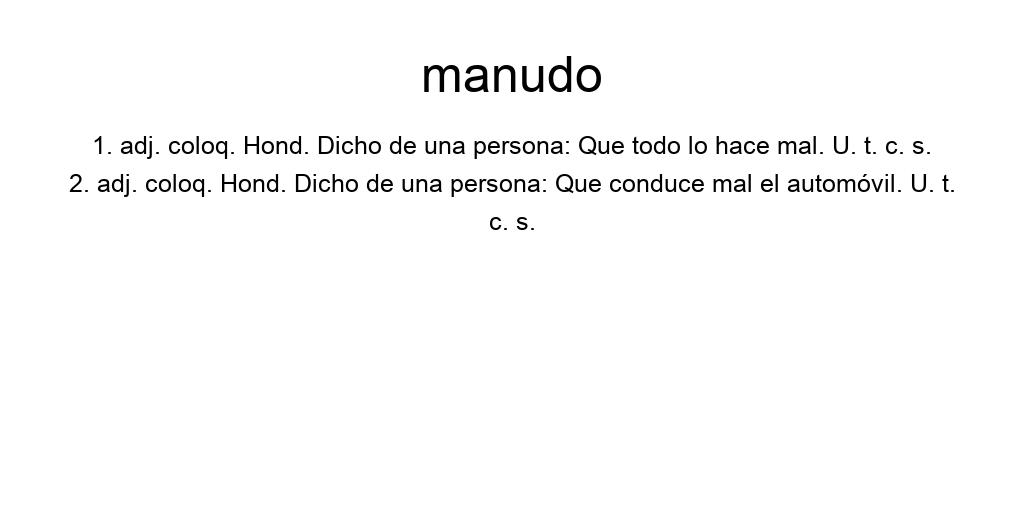 manudo
1. adj. coloq. Hond. Dicho de una persona: Que todo lo hace mal. U. t. c. s.
2. adj. coloq. Hond. Dicho de una persona: Que conduce mal el automóvil. U. t.
c. s.